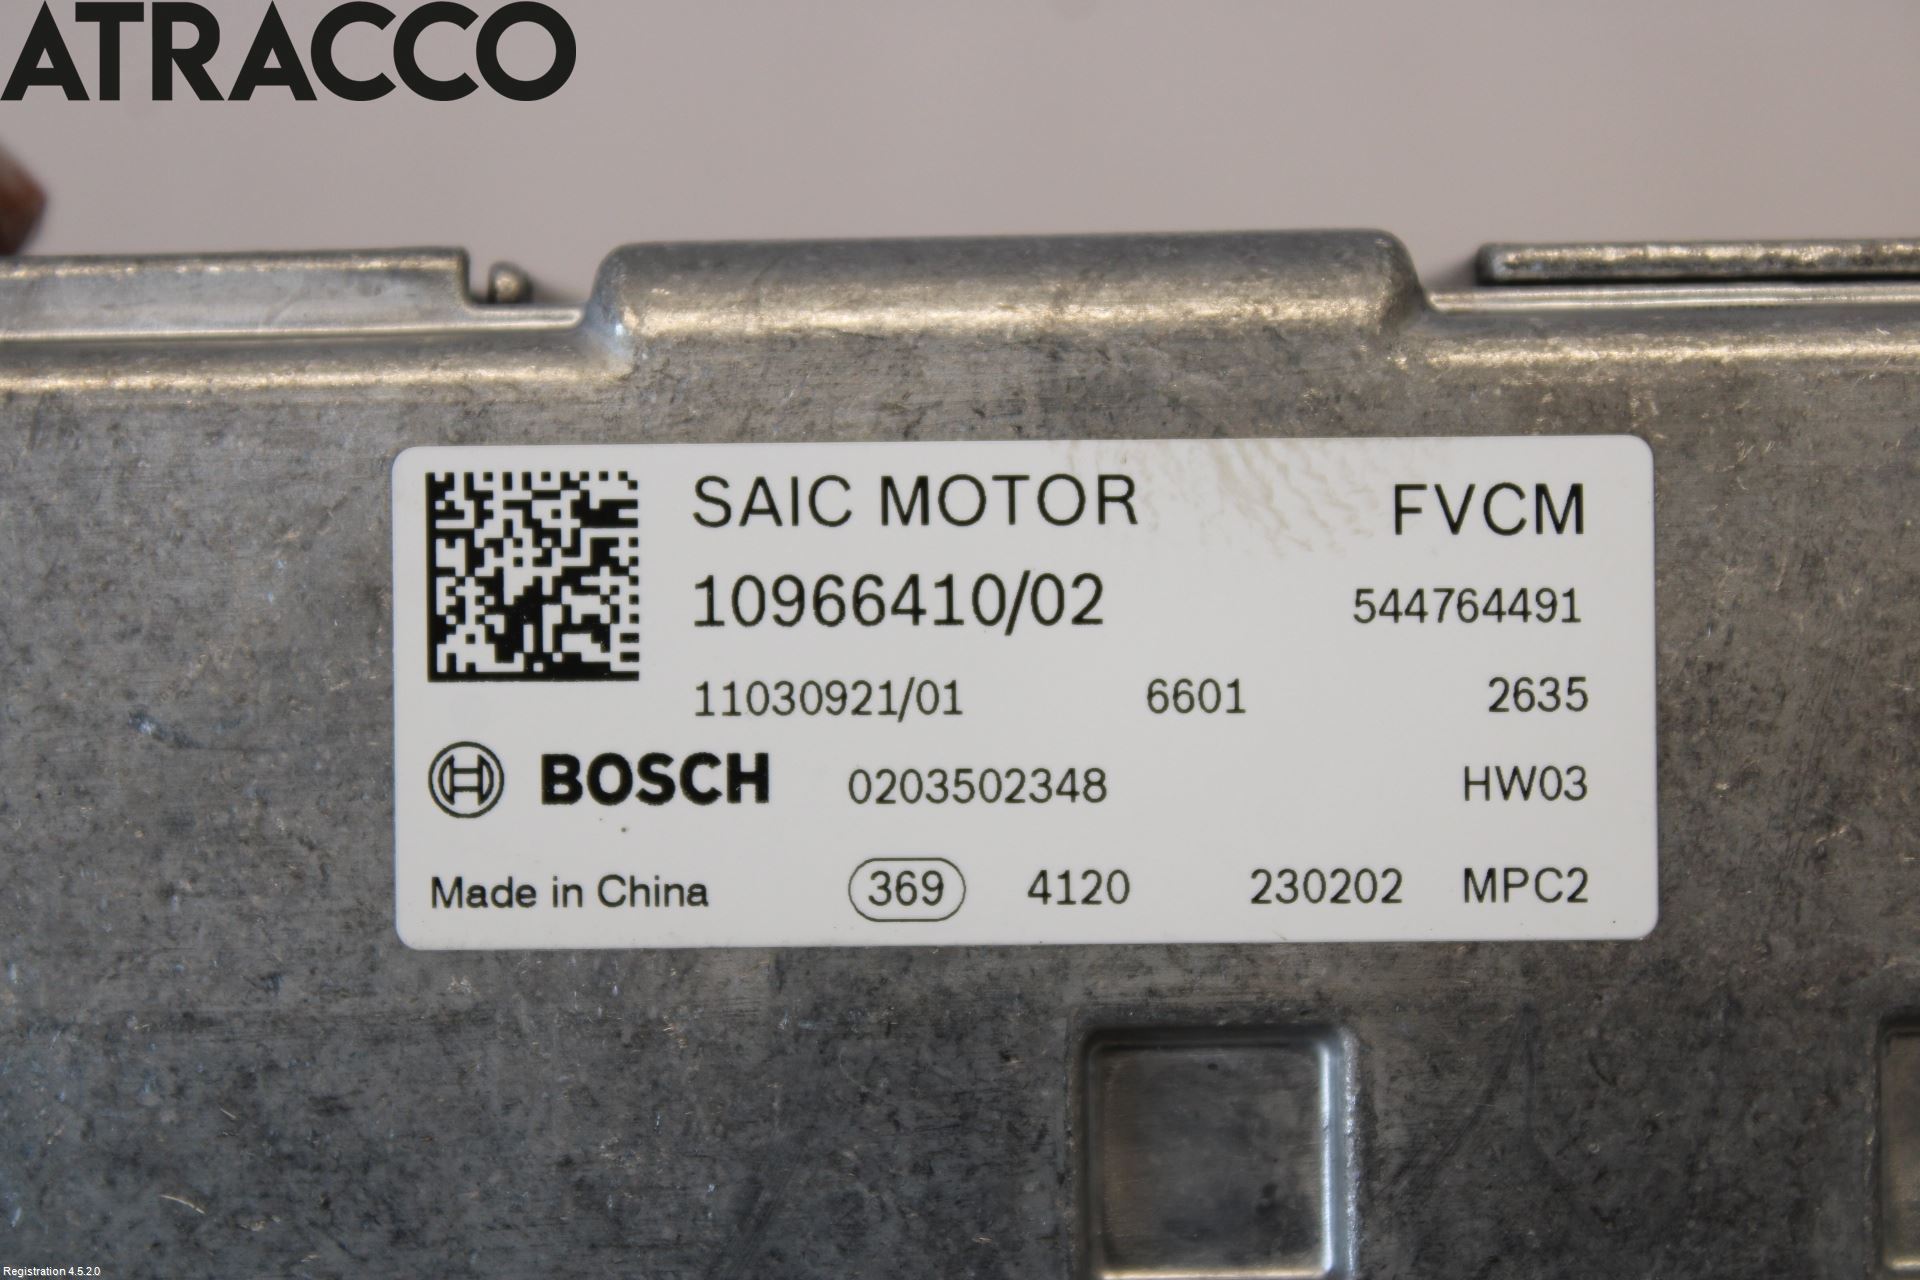 ATRACCO
SAIC MOTOR FVCM
10966410/02 544764491
11030921/01 6601 2635
BOSCH 0203502348 HW03
Made in China 369 4120 230202 MPC2
Registration 4.5.2.0